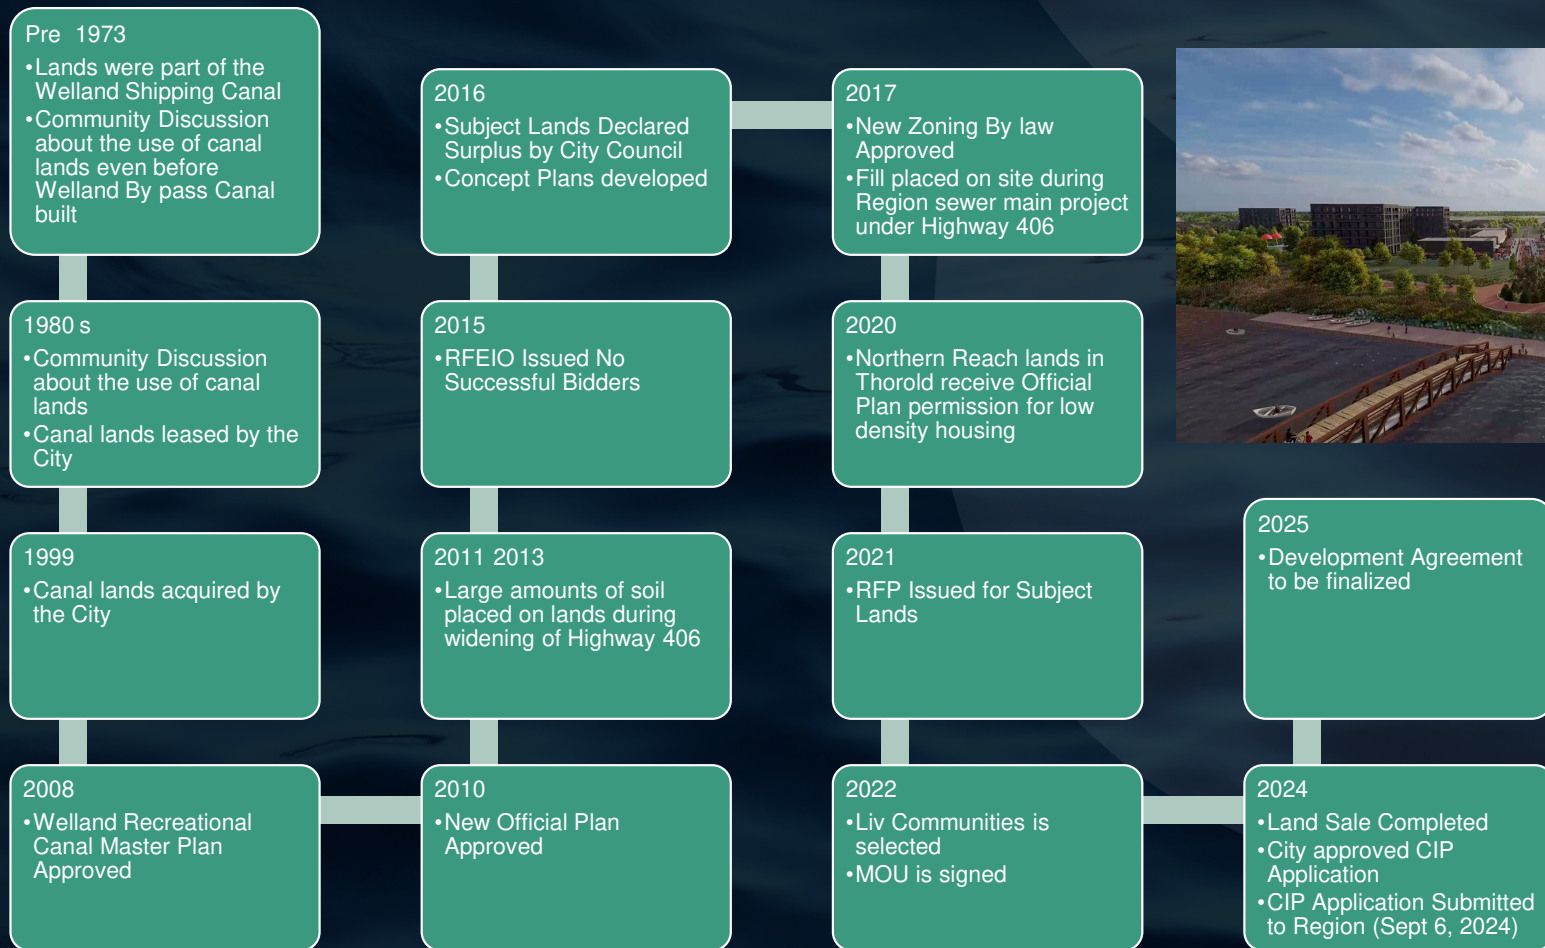 Pre 1973
•Lands were part of the
Welland Shipping Canal
•Community Discussion
about the use of canal
lands even before
Welland By pass Canal
built
1980 s
•Community Discussion
about the use of canal
lands
•Canal lands leased by the
City
1999
•Canal lands acquired by
the City
2008
•Welland Recreational
Canal Master Plan
Approved
2010
•New Official Plan
Approved
2011 2013
•Large amounts of soil
placed on lands during
widening of Highway 406
2015
•RFEIO Issued No
Successful Bidders
2016
•Subject Lands Declared
Surplus by City Council
•Concept Plans developed
2017
•New Zoning By law
Approved
•Fill placed on site during
Region sewer main project
under Highway 406
2020
•Northern Reach lands in
Thorold receive Official
Plan permission for low
density housing
2021
•RFP Issued for Subject
Lands
2022
•Liv Communities is
selected
•MOU is signed
2024
•Land Sale Completed
•City approved CIP
Application
•CIP Application Submitted
to Region (Sept 6, 2024)
2025
•Development Agreement
to be finalized